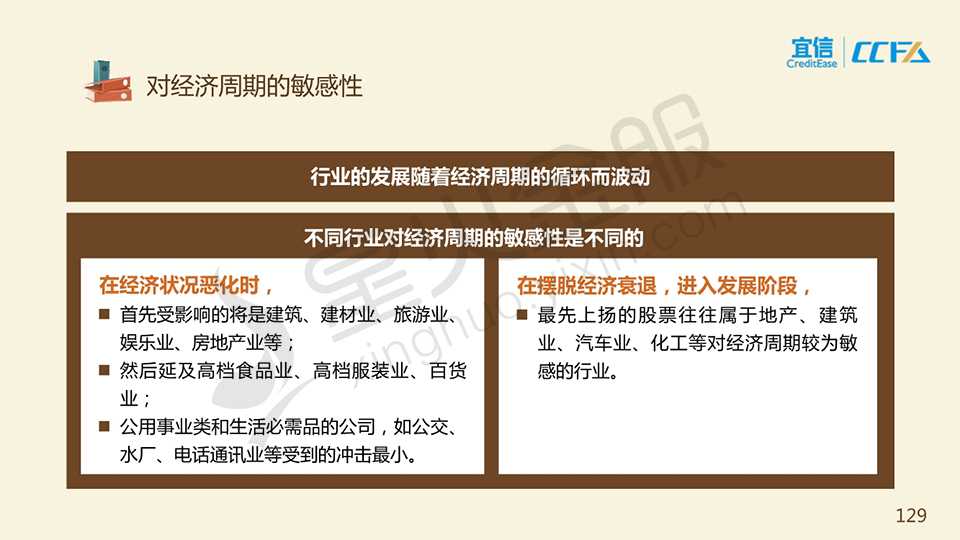 宜信
CreditEase
CCFA
对经济周期的敏感性
行业的发展随着经济周期的循环而波动
不同行业对经济周期的敏感性是不同的
在经济状况恶化时，
首先受影响的将是建筑、建材业、旅游业、
娱乐业、房地产业等；
然后延及高档食品业、高档服装业、百货
业；
公用事业类和生活必需品的公司，如公交、
水厂、电话通讯业等受到的冲击最小。
在摆脱经济衰退，进入发展阶段，
最先上扬的股票往往属于地产、建筑
业、汽车业、化工等对经济周期较为敏
感的行业。
星火金服
xinghuo.yixin.com
129